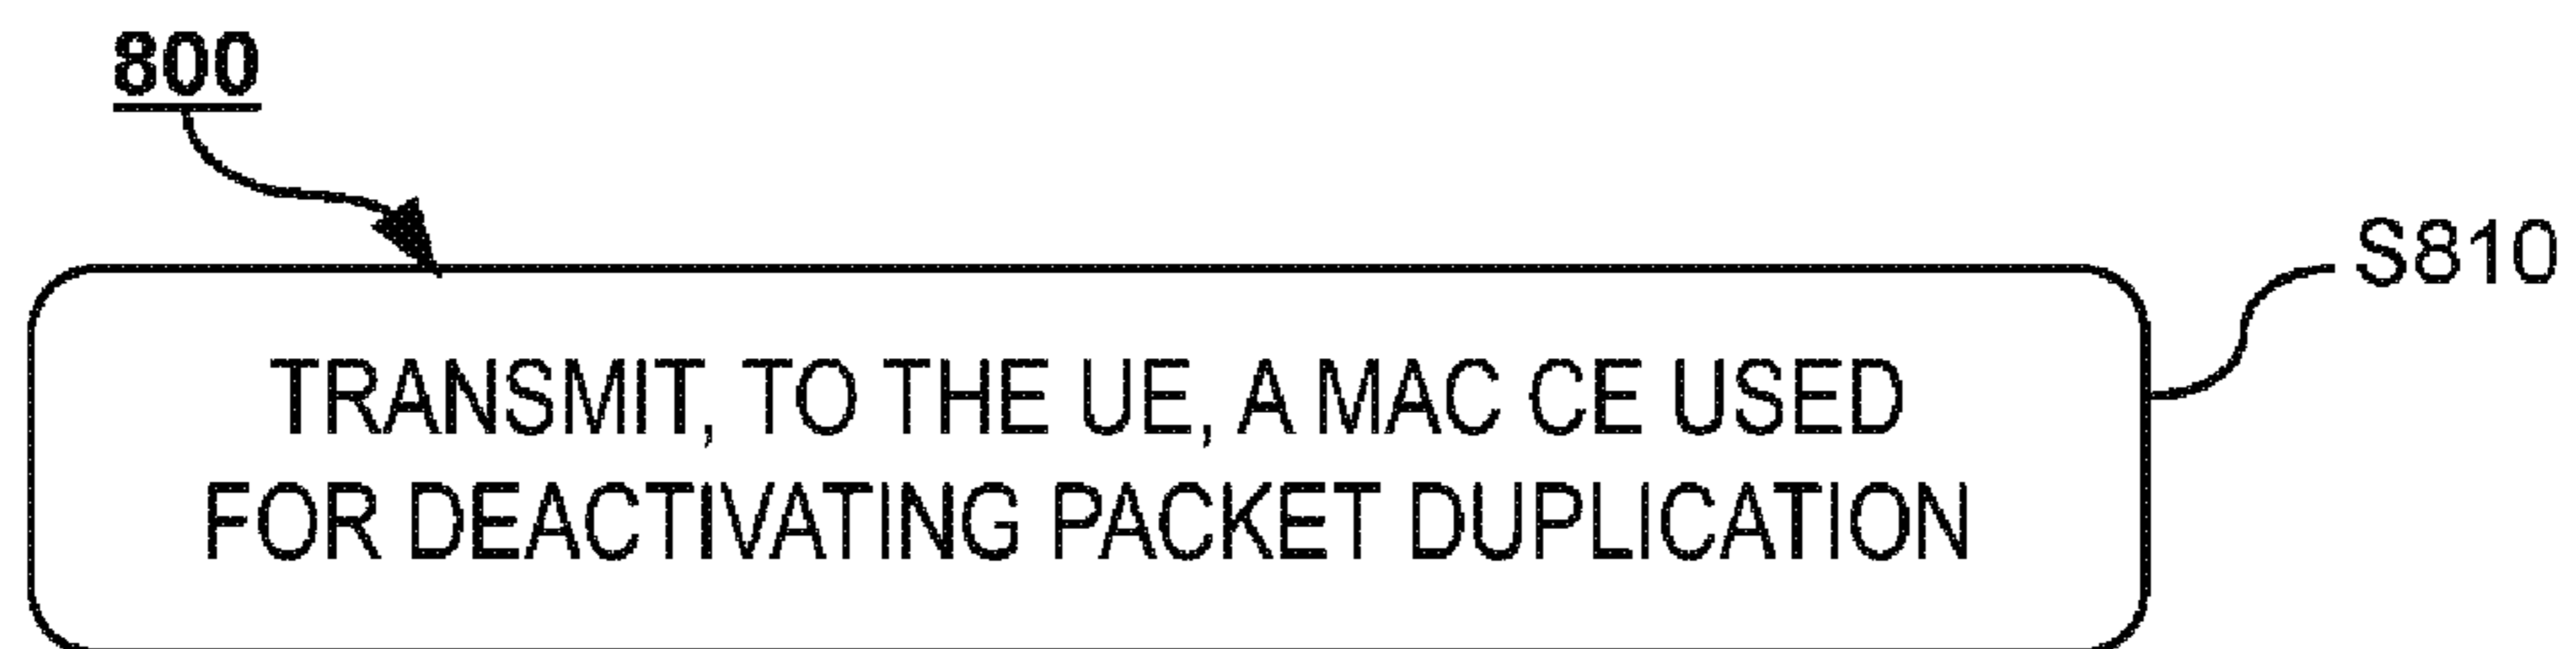 800
S810
TRANSMIT, TO THE UE, A MAC CE USED
FOR DEACTIVATING PACKET DUPLICATION